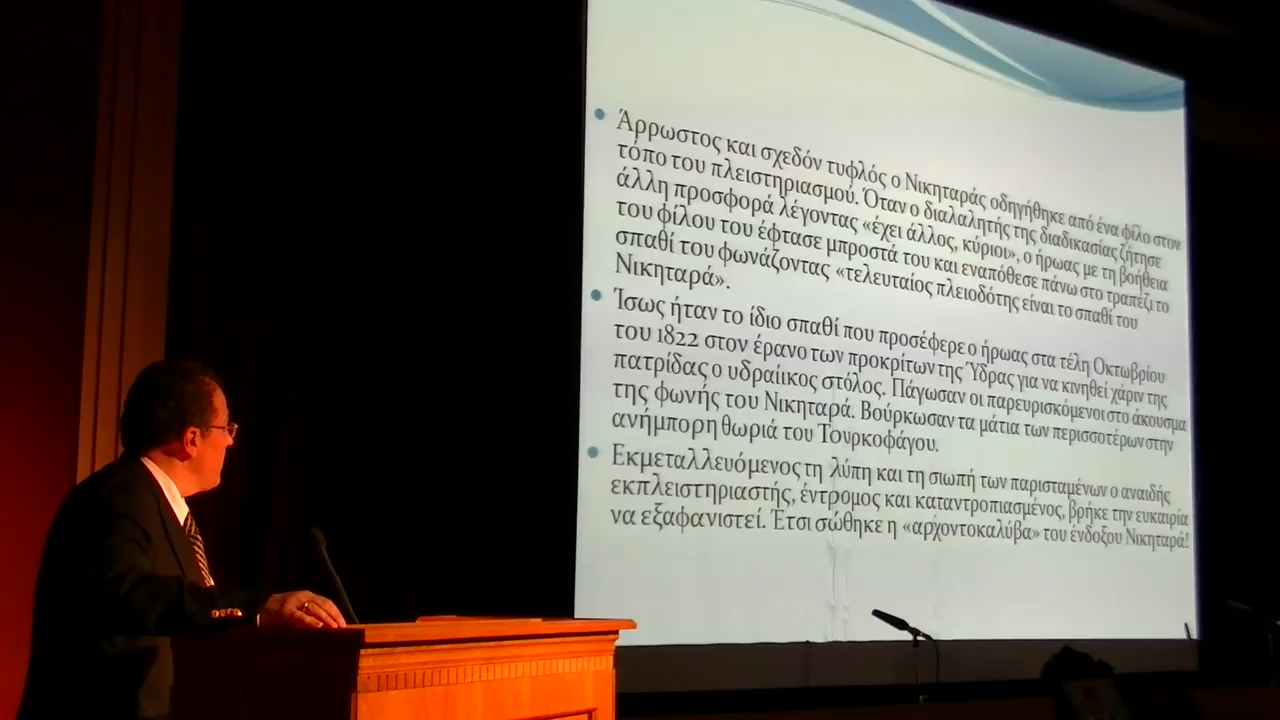 Άρρωστος και σχεδόν τυφλός ο Νικηταράς οδηγήθηκε από ένα φίλο στον
τόπο του πλειστηριασμού. Όταν ο διαλαλητής της διαδικασίας ζήτησε
άλλη προσφορά λέγοντας «έχει άλλος, κύριοι», ο ήρωας με τη βοήθεια
του φίλου του έφτασε μπροστά του και εναπόθεσε πάνω στο τραπέζι το
σπαθί του φωνάζοντας «τελευταίος πλειοδότης είναι το σπαθί του
Νικηταρά».
Ίσως ήταν το ίδιο σπαθί που προσέφερε ο ήρωας στα τέλη Οκτωβρίου
του 1822 στον έρανο των προκρίτων της Ύδρας για να κινηθεί χάριν της
πατρίδας ο υδραίικος στόλος. Πάγωσαν οι παρευρισκόμενοι στο άκουσμα
της φωνής του Νικηταρά. Βούρκωσαν τα μάτια των περισσοτέρων στην
ανήμπορη θωριά του Τουρκοφάγου.
Εκμεταλλευόμενος τη λύπη και τη σιωπή των παρισταμένων ο αναιδής
εκπλειστηριαστής, έντρομος και καταντροπιασμένος, βρήκε την ευκαιρία
να εξαφανιστεί. Έτσι σώθηκε η «αρχοντοκαλύβα» του ένδοξου Νικηταρά!